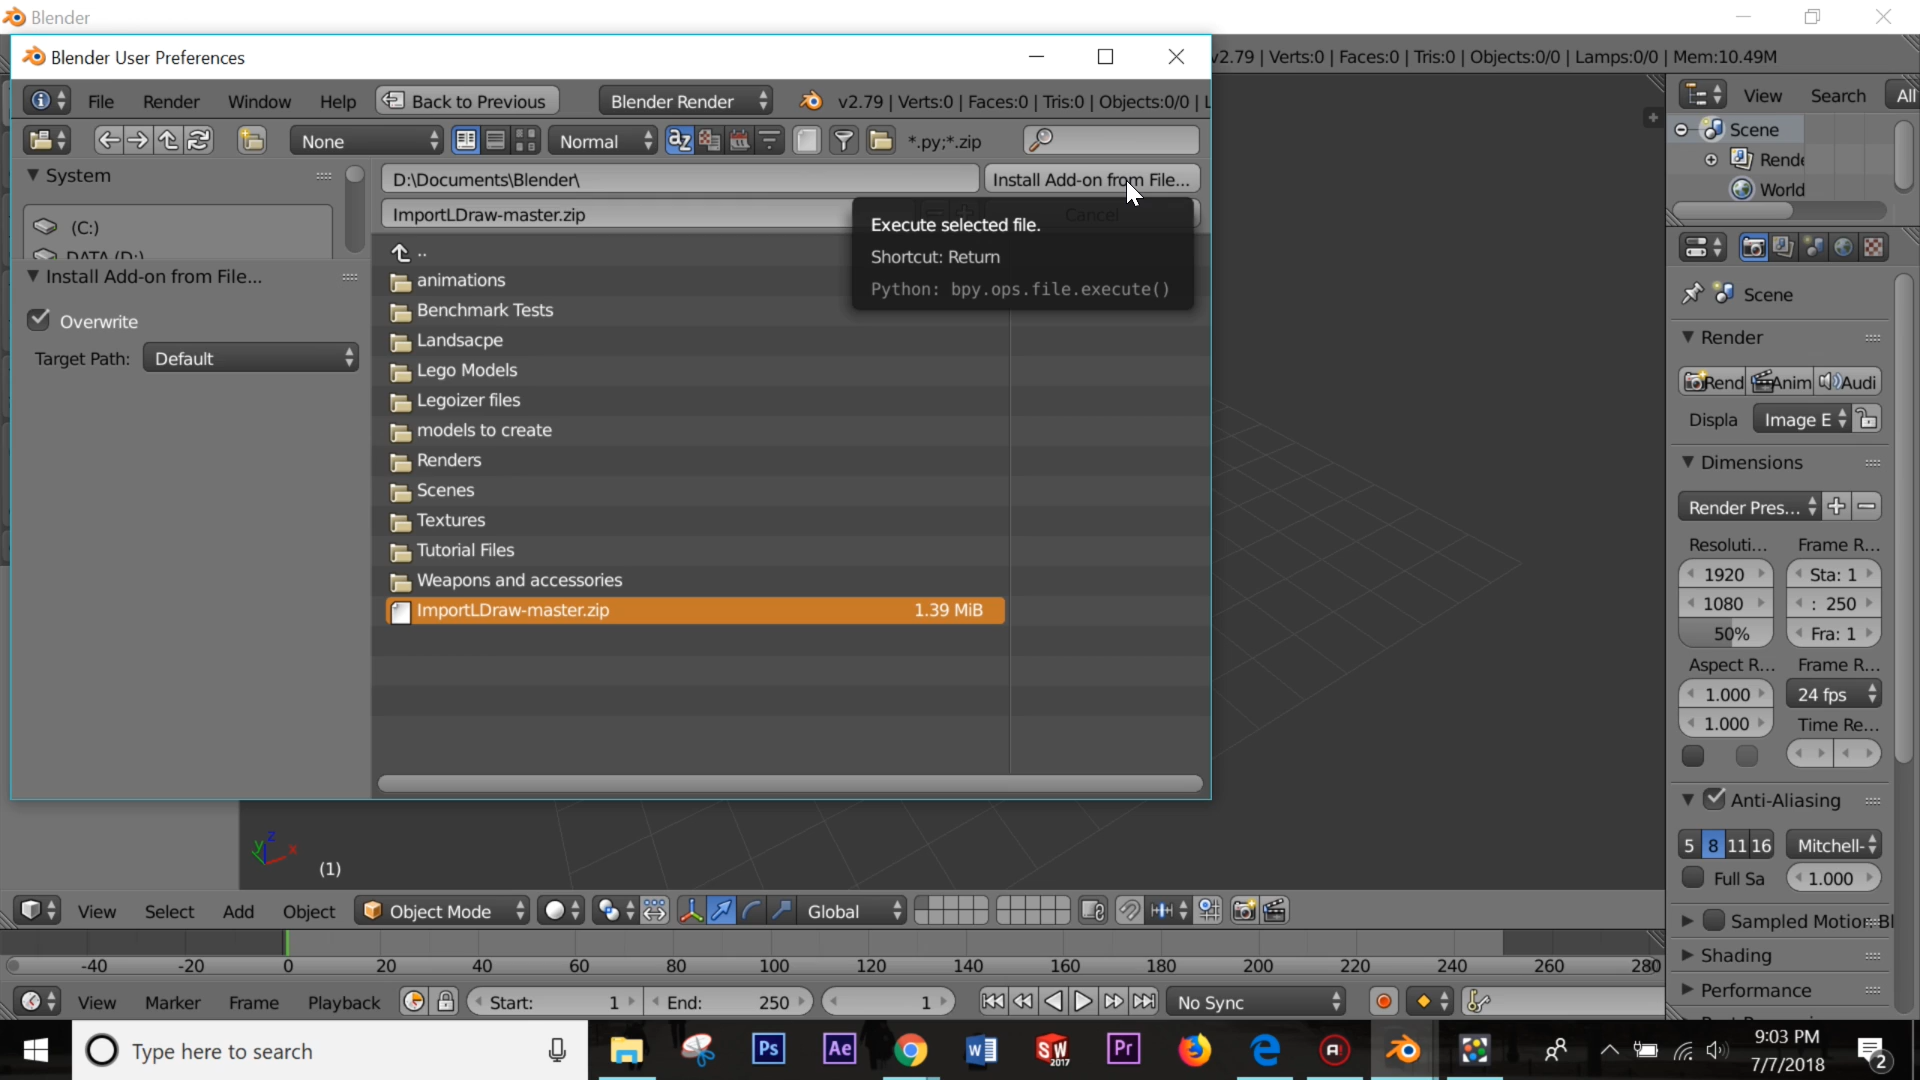 Blender
Blender User Preferences
v2.79 | Verts:0 | Faces:0 | Tris:0 | Objects:0/0 | Lamps:0/0 | Mem:10.49M
File Render Window Help Back to Previous Blender Render v2.79 | Verts:0 | Faces:0 | Tris:0 | Objects:0/0 | L
View Search All
None Normal *.py;*.zip
Scene
Rende
World
System
D:\Documents\Blender\ Install Add-on from File...
(C:)
DATA (D:)
ImportLDraw-master.zip Cancel
Execute selected file.
Shortcut: Return
Python: bpy.ops.file.execute()
Install Add-on from File...
Overwrite
Target Path: Default
..
animations
Benchmark Tests
Landsacpe
Lego Models
Legoizer files
models to create
Renders
Scenes
Textures
Tutorial Files
Weapons and accessories
ImportLDraw-master.zip 1.39 MiB
Scene
Render
Rend Anim Audi
Displa Image E
Dimensions
Render Pres...
Resoluti... Frame R...
1920 Sta: 1
1080 : 250
50% Fra: 1
Aspect R... Frame R...
1.000 24 fps
1.000 Time Re...
Anti-Aliasing
5 8 11 16 Mitchell-
Full Sa 1.000
Sampled Motion Bl
Shading
Performance
z
y x
(1)
View Select Add Object Object Mode Global
-40 -20 0 20 40 60 80 100 120 140 160 180 200 220 240 260 280
View Marker Frame Playback Start: 1 End: 250 1 No Sync
Type here to search
Ps Ae W SW 2017 Pr
9:03 PM
7/7/2018
2